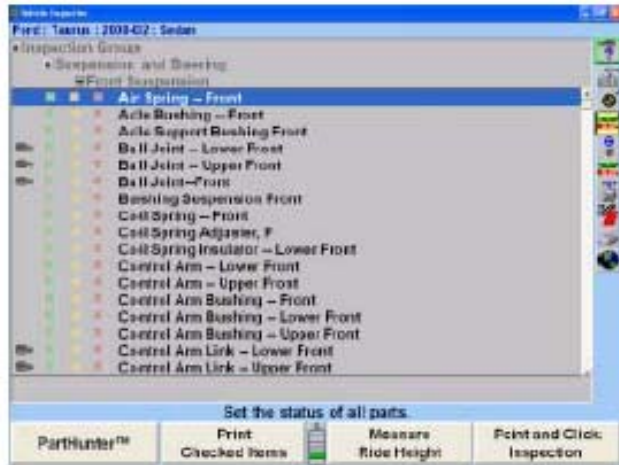 Vehicle Inspector
Ford : Taurus : 2000-02 : Sedan
Inspection Group
Suspension and Steering
Front Suspension
Air Spring – Front
Axle Bushing – Front
Axle Support Bushing Front
Ball Joint – Lower Front
Ball Joint – Upper Front
Ball Joint–Front
Bushing Suspension Front
Coil Spring – Front
Coil Spring Adjuster, F
Coil Spring Insulator – Lower Front
Control Arm – Lower Front
Control Arm – Upper Front
Control Arm Bushing – Front
Control Arm Bushing – Lower Front
Control Arm Bushing – Upper Front
Control Arm Link – Lower Front
Control Arm Link – Upper Front
Set the status of all parts.
PartHunter™
Print Checked Items
Measure Ride Height
Point and Click Inspection